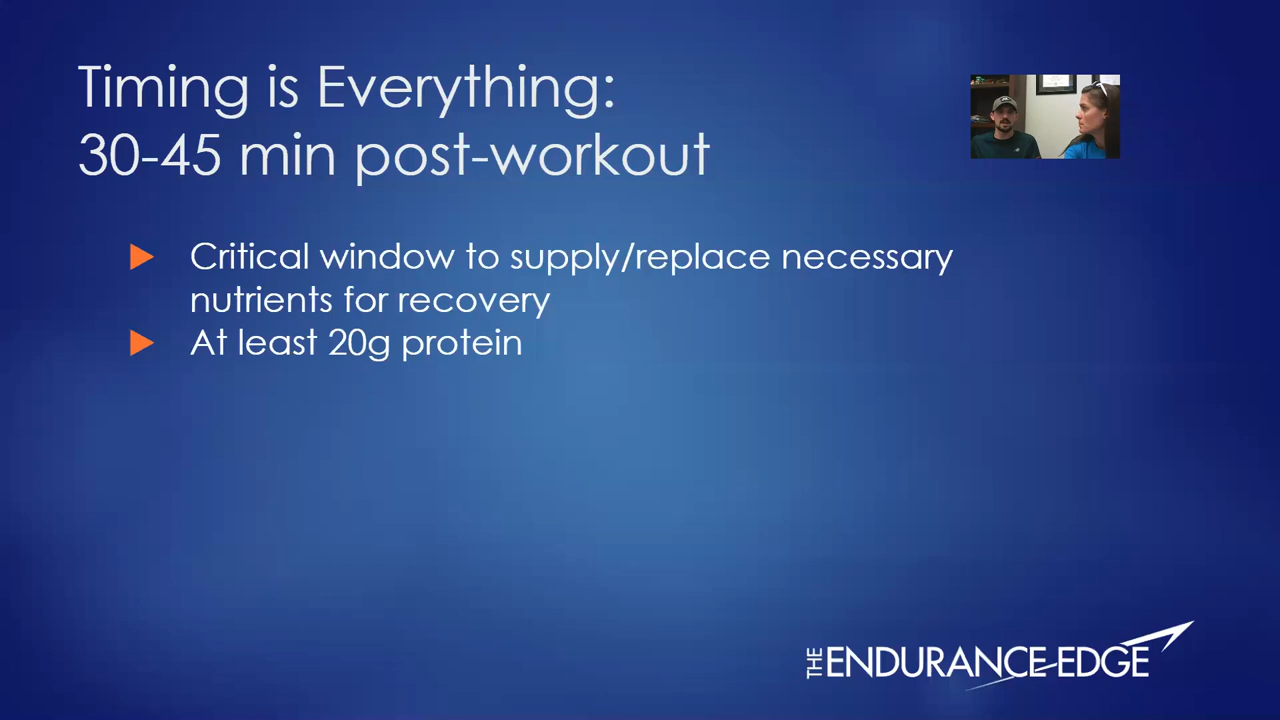 Timing is Everything:
30-45 min post-workout
Critical window to supply/replace necessary
nutrients for recovery
At least 20g protein
THE ENDURANCE EDGE